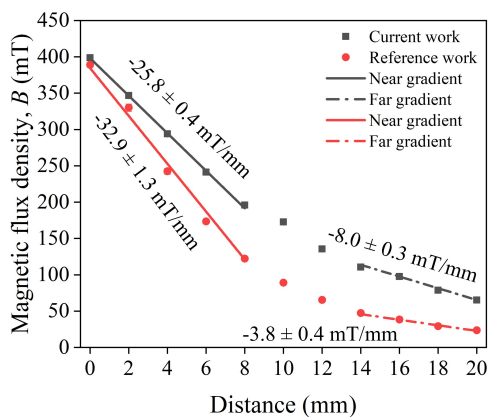 450
400
350
300
250
200
150
100
50
0
Magnetic flux density, B (mT)
Current work
Reference work
Near gradient
Far gradient
Near gradient
Far gradient
-25.8 ± 0.4 mT/mm
-32.9 ± 1.3 mT/mm
-8.0 ± 0.3 mT/mm
-3.8 ± 0.4 mT/mm
0 2 4 6 8 10 12 14 16 18 20
Distance (mm)